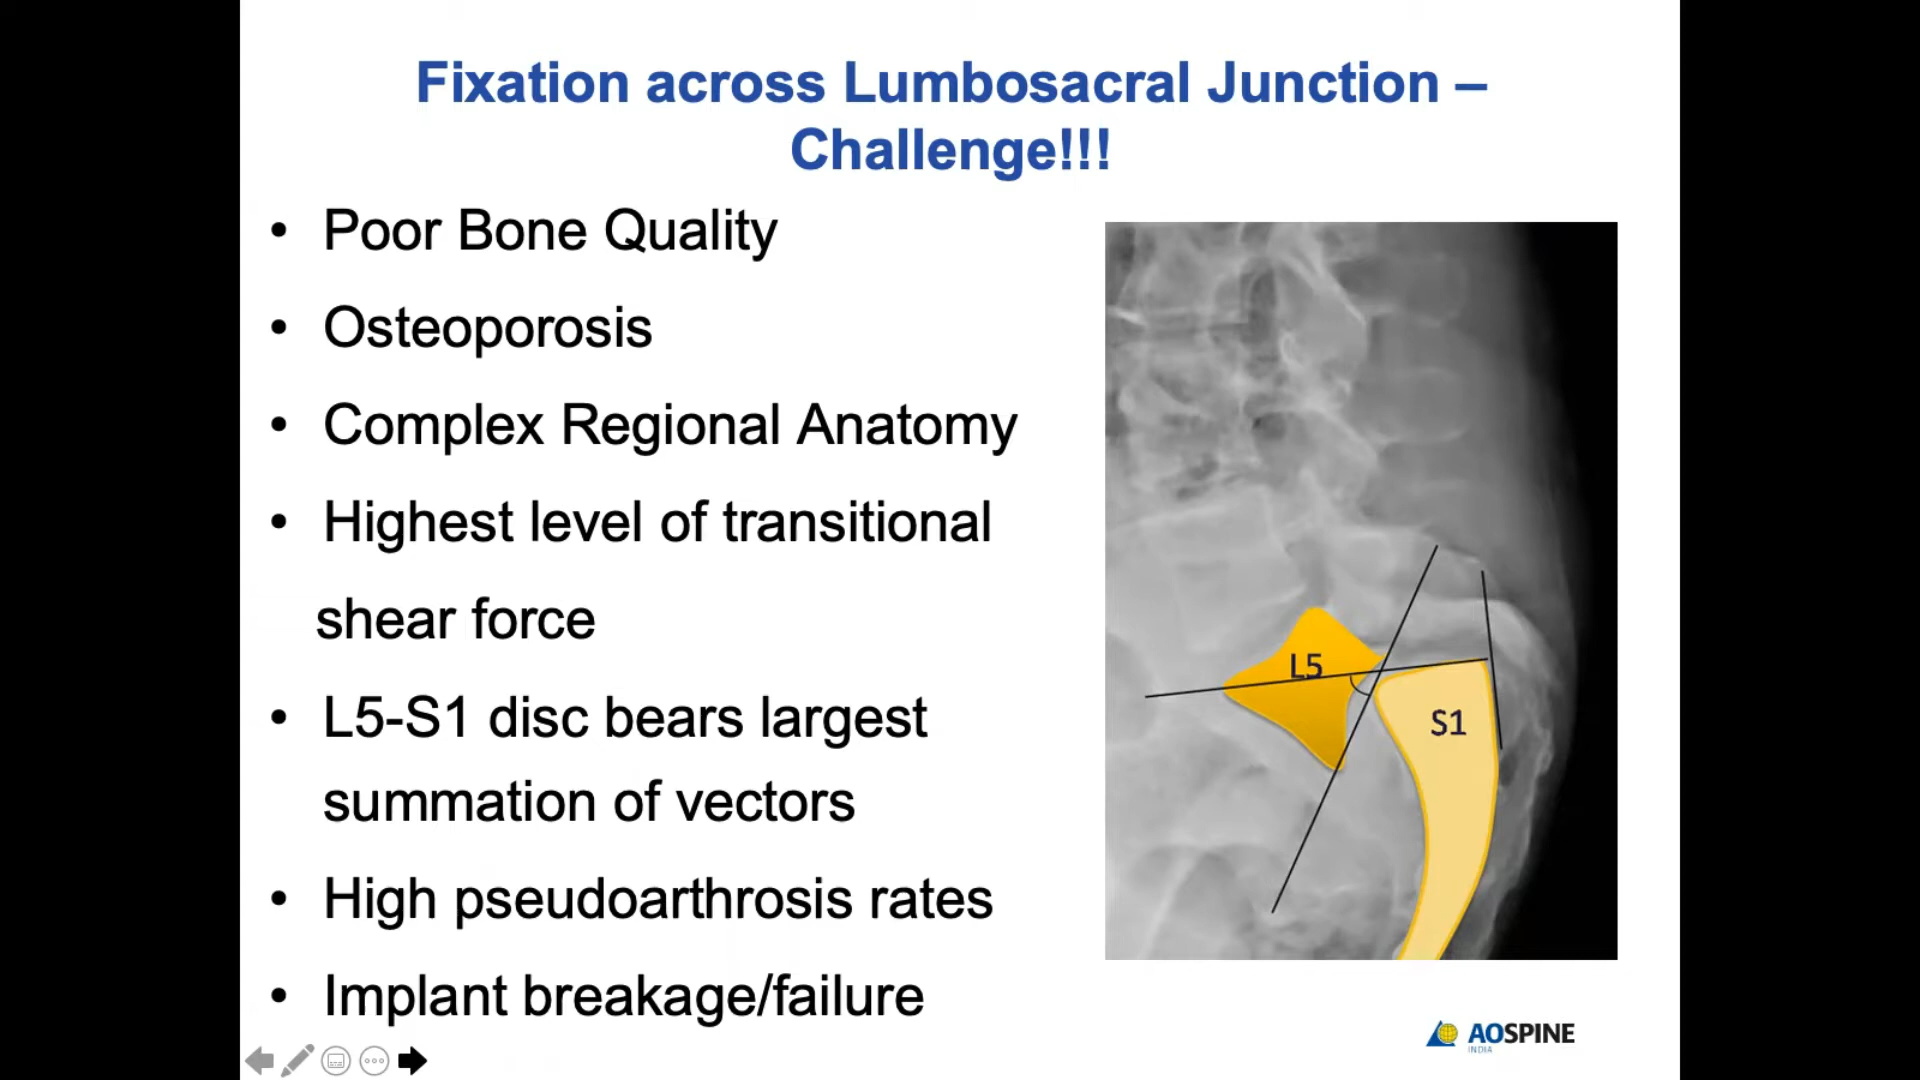 Fixation across Lumbosacral Junction –
Challenge!!!
• Poor Bone Quality
• Osteoporosis
• Complex Regional Anatomy
• Highest level of transitional
shear force
• L5-S1 disc bears largest
summation of vectors
• High pseudoarthrosis rates
• Implant breakage/failure
L5
S1
AOSPINE
INDIA